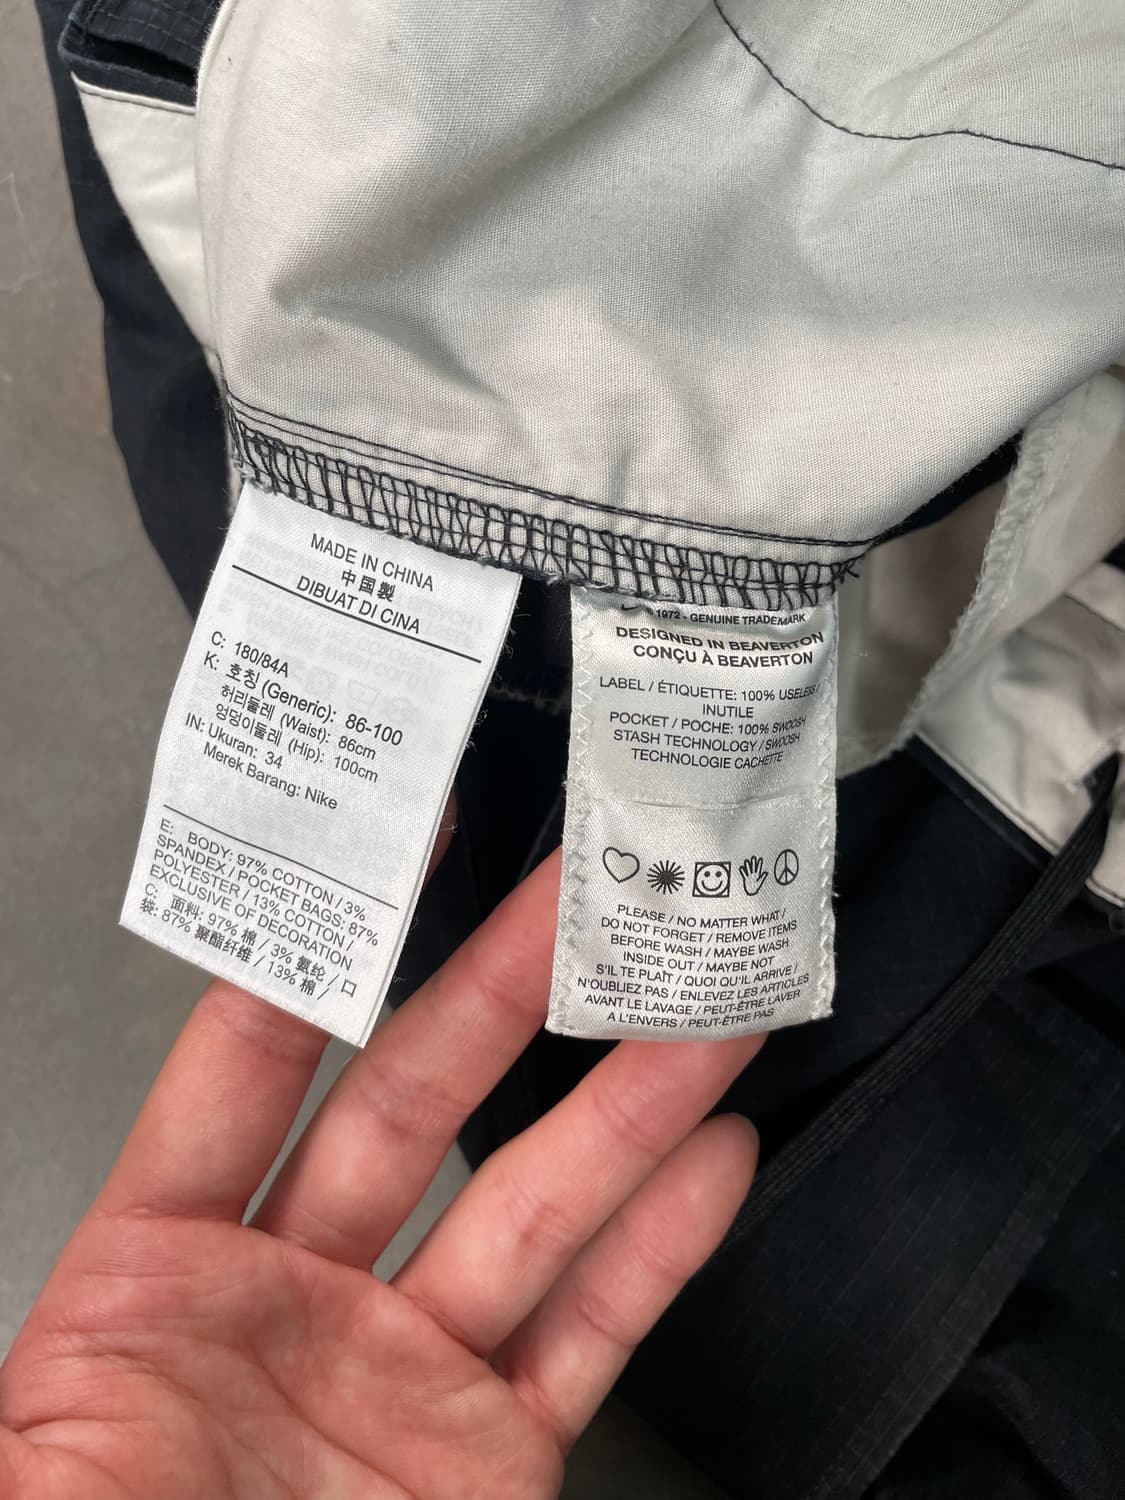 MADE IN CHINA
中国製
DIBUAT DI CINA
C: 180/84A
K: 호칭 (Generic): 86-100
허리둘레 (Waist): 86cm
엉덩이둘레 (Hip): 100cm
IN: Ukuran: 34
Merek Barang: Nike
E: BODY: 97% COTTON / 3%
SPANDEX / POCKET BAGS: 87%
POLYESTER / 13% COTTON /
EXCLUSIVE OF DECORATION
C: 面料: 97% 棉 / 3% 氨纶 / 口
袋: 87% 聚酯纤维 / 13% 棉 /
1972 - GENUINE TRADEMARK
DESIGNED IN BEAVERTON
CONÇU À BEAVERTON
LABEL / ÉTIQUETTE: 100% USELESS /
INUTILE
POCKET / POCHE: 100% SWOOSH
STASH TECHNOLOGY / SWOOSH
TECHNOLOGIE CACHETTE
PLEASE / NO MATTER WHAT /
DO NOT FORGET / REMOVE ITEMS
BEFORE WASH / MAYBE WASH
INSIDE OUT / MAYBE NOT
S'IL TE PLAÎT / QUOI QU'IL ARRIVE /
N'OUBLIEZ PAS / ENLEVEZ LES ARTICLES
AVANT LE LAVAGE / PEUT-ÊTRE LAVER
A L'ENVERS / PEUT-ÊTRE PAS